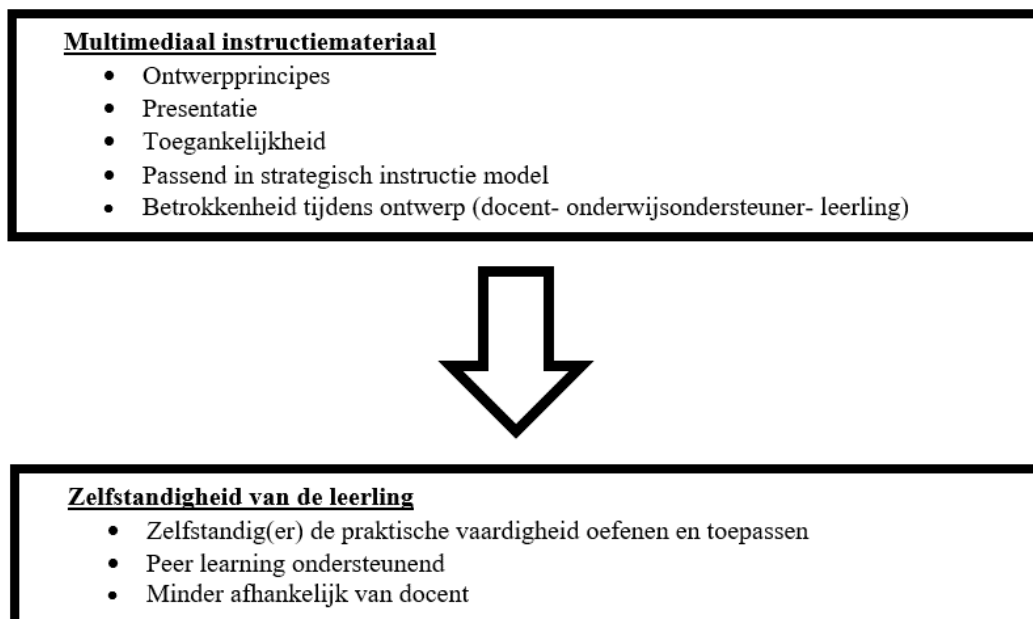 Multimediaal instructiemateriaal
• Ontwerpprincipes
• Presentatie
• Toegankelijkheid
• Passend in strategisch instructie model
• Betrokkenheid tijdens ontwerp (docent- onderwijsondersteuner- leerling)
Zelfstandigheid van de leerling
• Zelfstandig(er) de praktische vaardigheid oefenen en toepassen
• Peer learning ondersteunend
• Minder afhankelijk van docent